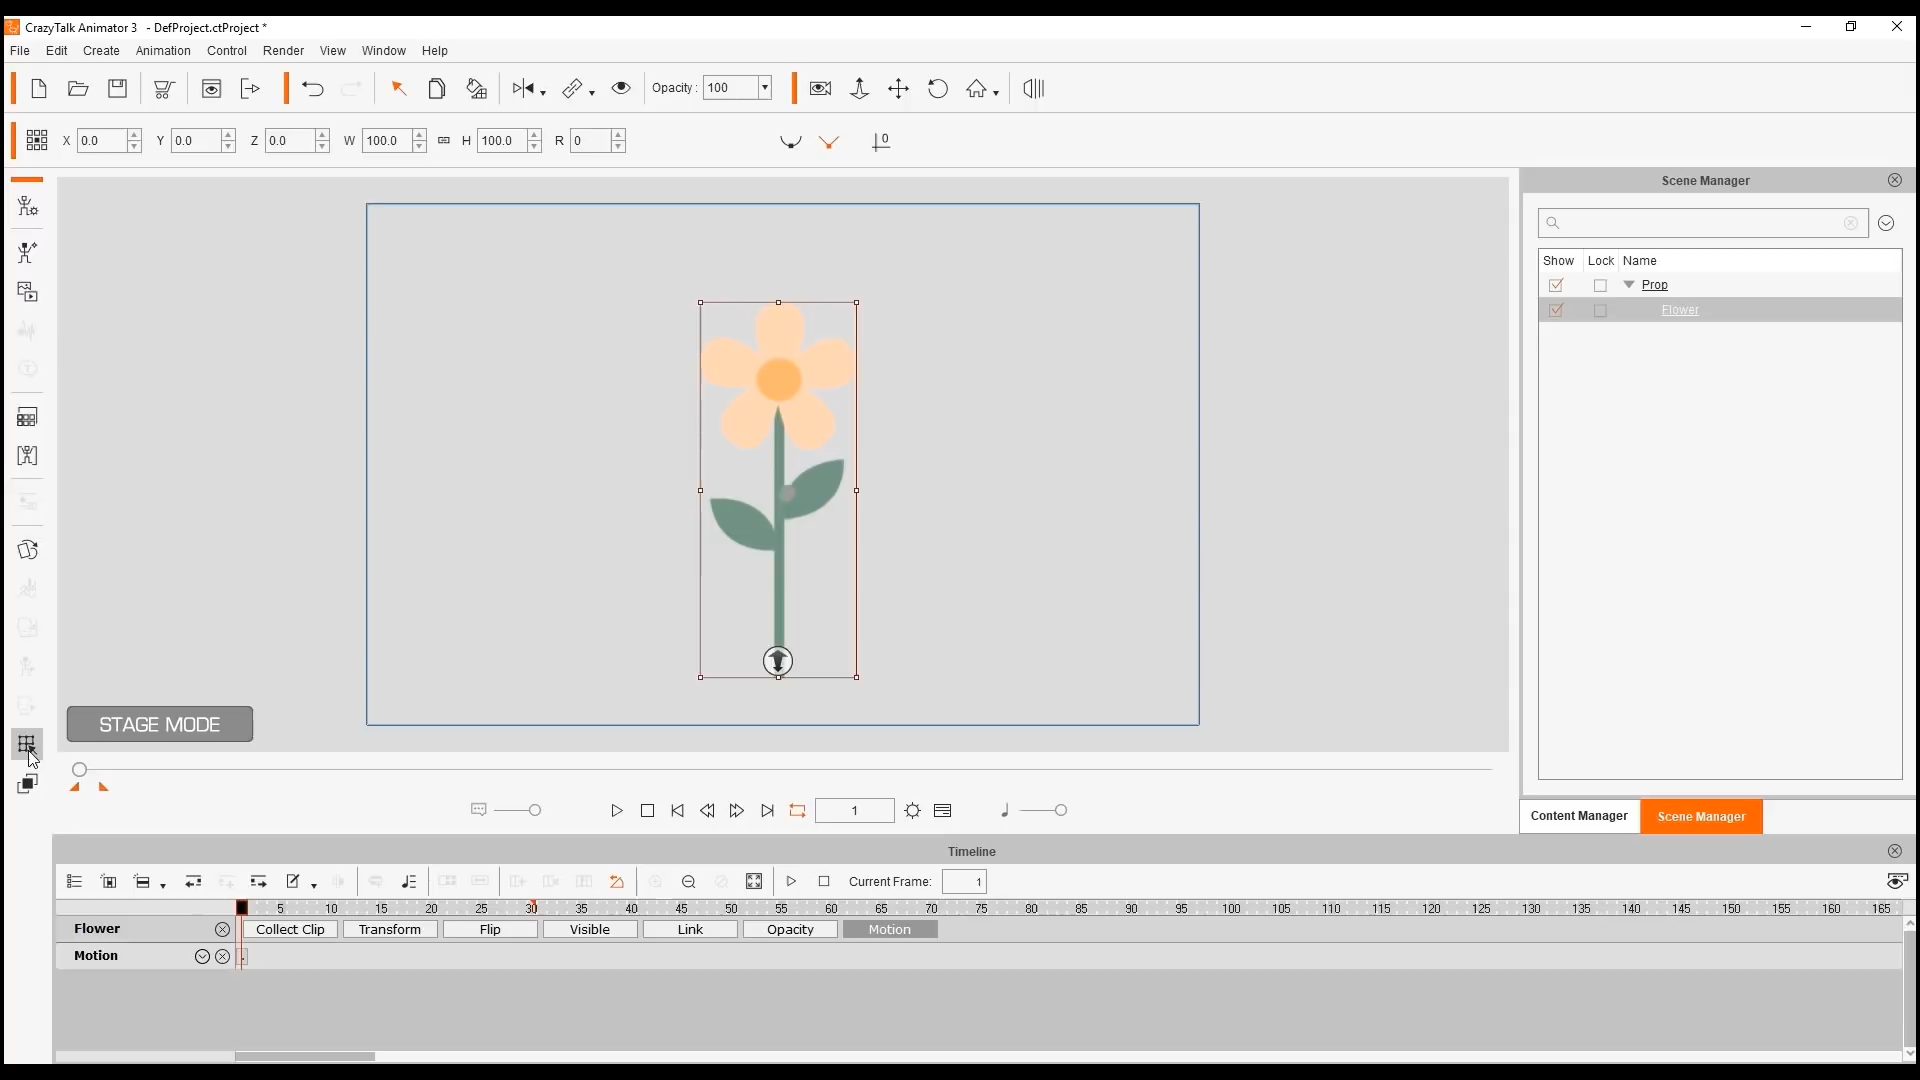 CrazyTalk Animator 3 - DefProject.ctProject *
File Edit Create Animation Control Render View Window Help
Opacity : 100
X 0.0 Y 0.0 Z 0.0 W 100.0 H 100.0 R 0 0
Scene Manager
Show Lock Name
Prop
Flower
STAGE MODE
1
Content Manager Scene Manager
Timeline
Current Frame: 1
5 10 15 20 25 30 35 40 45 50 55 60 65 70 75 80 85 90 95 100 105 110 115 120 125 130 135 140 145 150 155 160 165
Flower Collect Clip Transform Flip Visible Link Opacity Motion
Motion